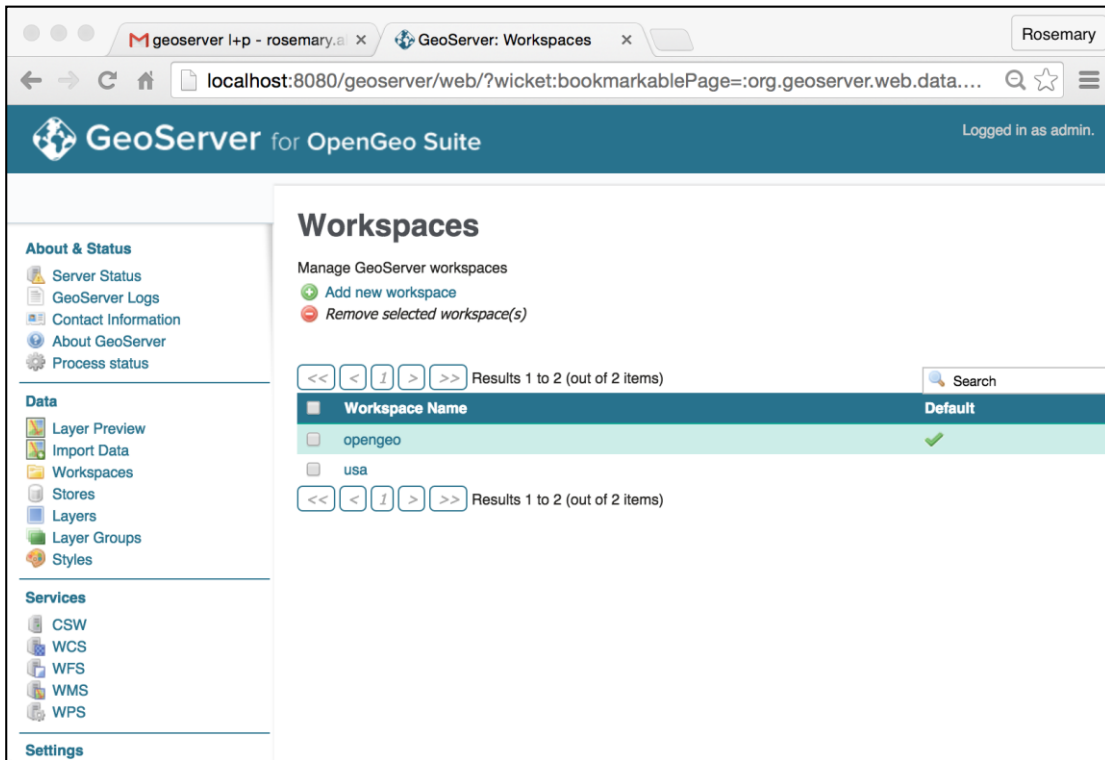 geoserver l+p - rosemary.a
GeoServer: Workspaces
Rosemary
localhost:8080/geoserver/web/?wicket:bookmarkablePage=:org.geoserver.web.data....
GeoServer for OpenGeo Suite
Logged in as admin.
About & Status
Server Status
GeoServer Logs
Contact Information
About GeoServer
Process status
Data
Layer Preview
Import Data
Workspaces
Stores
Layers
Layer Groups
Styles
Services
CSW
WCS
WFS
WMS
WPS
Settings
Workspaces
Manage GeoServer workspaces
Add new workspace
Remove selected workspace(s)
<< < 1 > >> Results 1 to 2 (out of 2 items)
Search
Workspace Name Default
opengeo
usa
<< < 1 > >> Results 1 to 2 (out of 2 items)